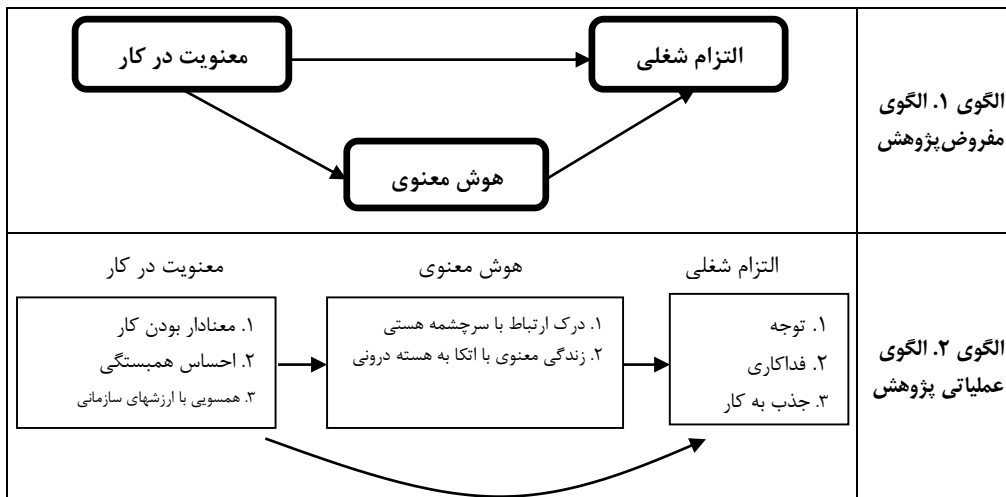 الگوی ۱. الگوی
مفروض‌پژوهش
التزام شغلی
معنویت در کار
هوش معنوی
الگوی ۲. الگوی
عملیاتی پژوهش
معنویت در کار
۱. معنادار بودن کار
۲. احساس همبستگی
۳. همسویی با ارزشهای سازمانی
هوش معنوی
۱. درک ارتباط با سرچشمه هستی
۲. زندگی معنوی با اتکا به هسته درونی
التزام شغلی
۱. توجه
۲. فداکاری
۳. جذب به کار